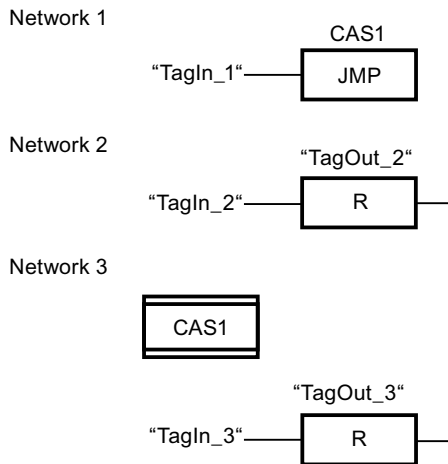 Network 1
CAS1
“TagIn_1“
JMP
Network 2
“TagOut_2“
“TagIn_2“
R
Network 3
CAS1
“TagOut_3“
“TagIn_3“
R